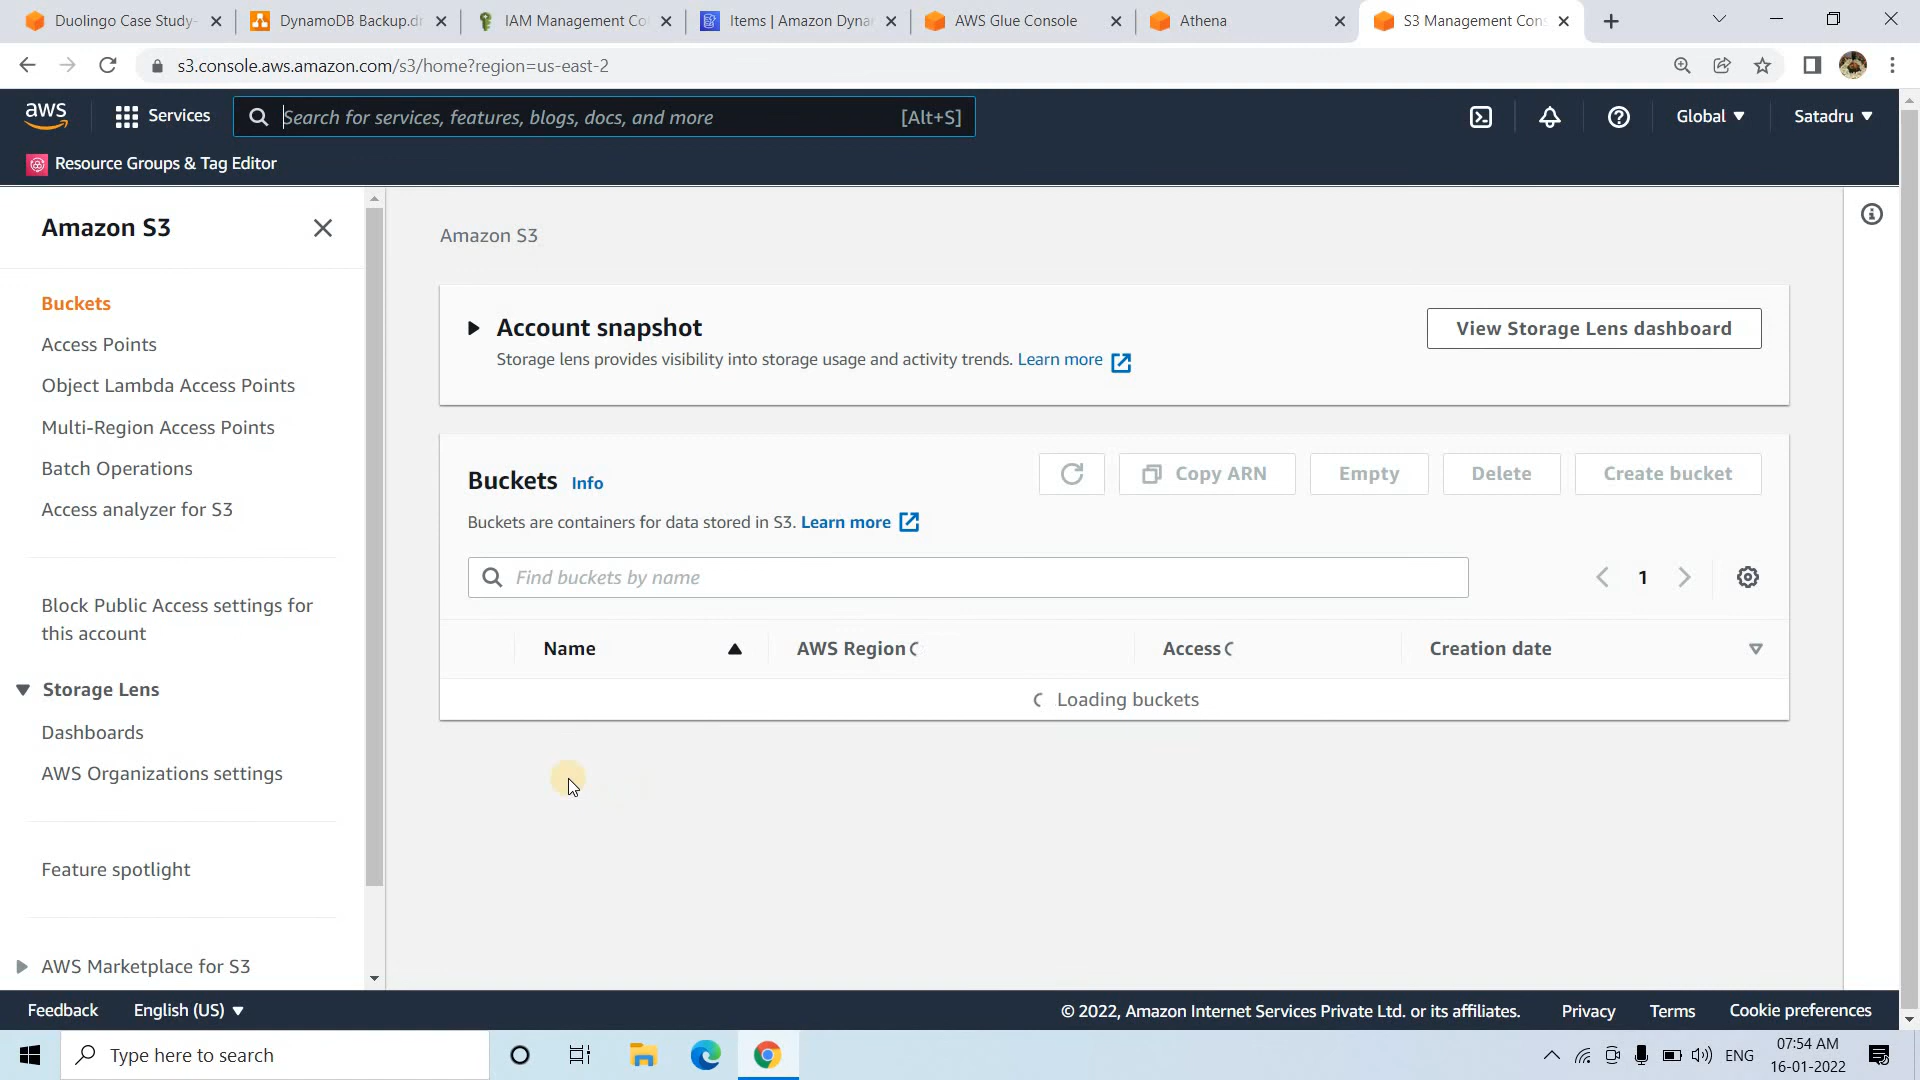 Duolingo Case Study-
DynamoDB Backup.dr
IAM Management Co
Items | Amazon Dyna
AWS Glue Console
Athena
S3 Management Cons
s3.console.aws.amazon.com/s3/home?region=us-east-2
aws
Services
Search for services, features, blogs, docs, and more
[Alt+S]
Global
Satadru
Resource Groups & Tag Editor
Amazon S3
Buckets
Access Points
Object Lambda Access Points
Multi-Region Access Points
Batch Operations
Access analyzer for S3
Block Public Access settings for
this account
Storage Lens
Dashboards
AWS Organizations settings
Feature spotlight
AWS Marketplace for S3
Amazon S3
Account snapshot
Storage lens provides visibility into storage usage and activity trends. Learn more
View Storage Lens dashboard
Buckets Info
Copy ARN
Empty
Delete
Create bucket
Buckets are containers for data stored in S3. Learn more
Find buckets by name
1
Name
AWS Region
Access
Creation date
Loading buckets
Feedback
English (US)
© 2022, Amazon Internet Services Private Ltd. or its affiliates.
Privacy
Terms
Cookie preferences
Type here to search
ENG
07:54 AM
16-01-2022